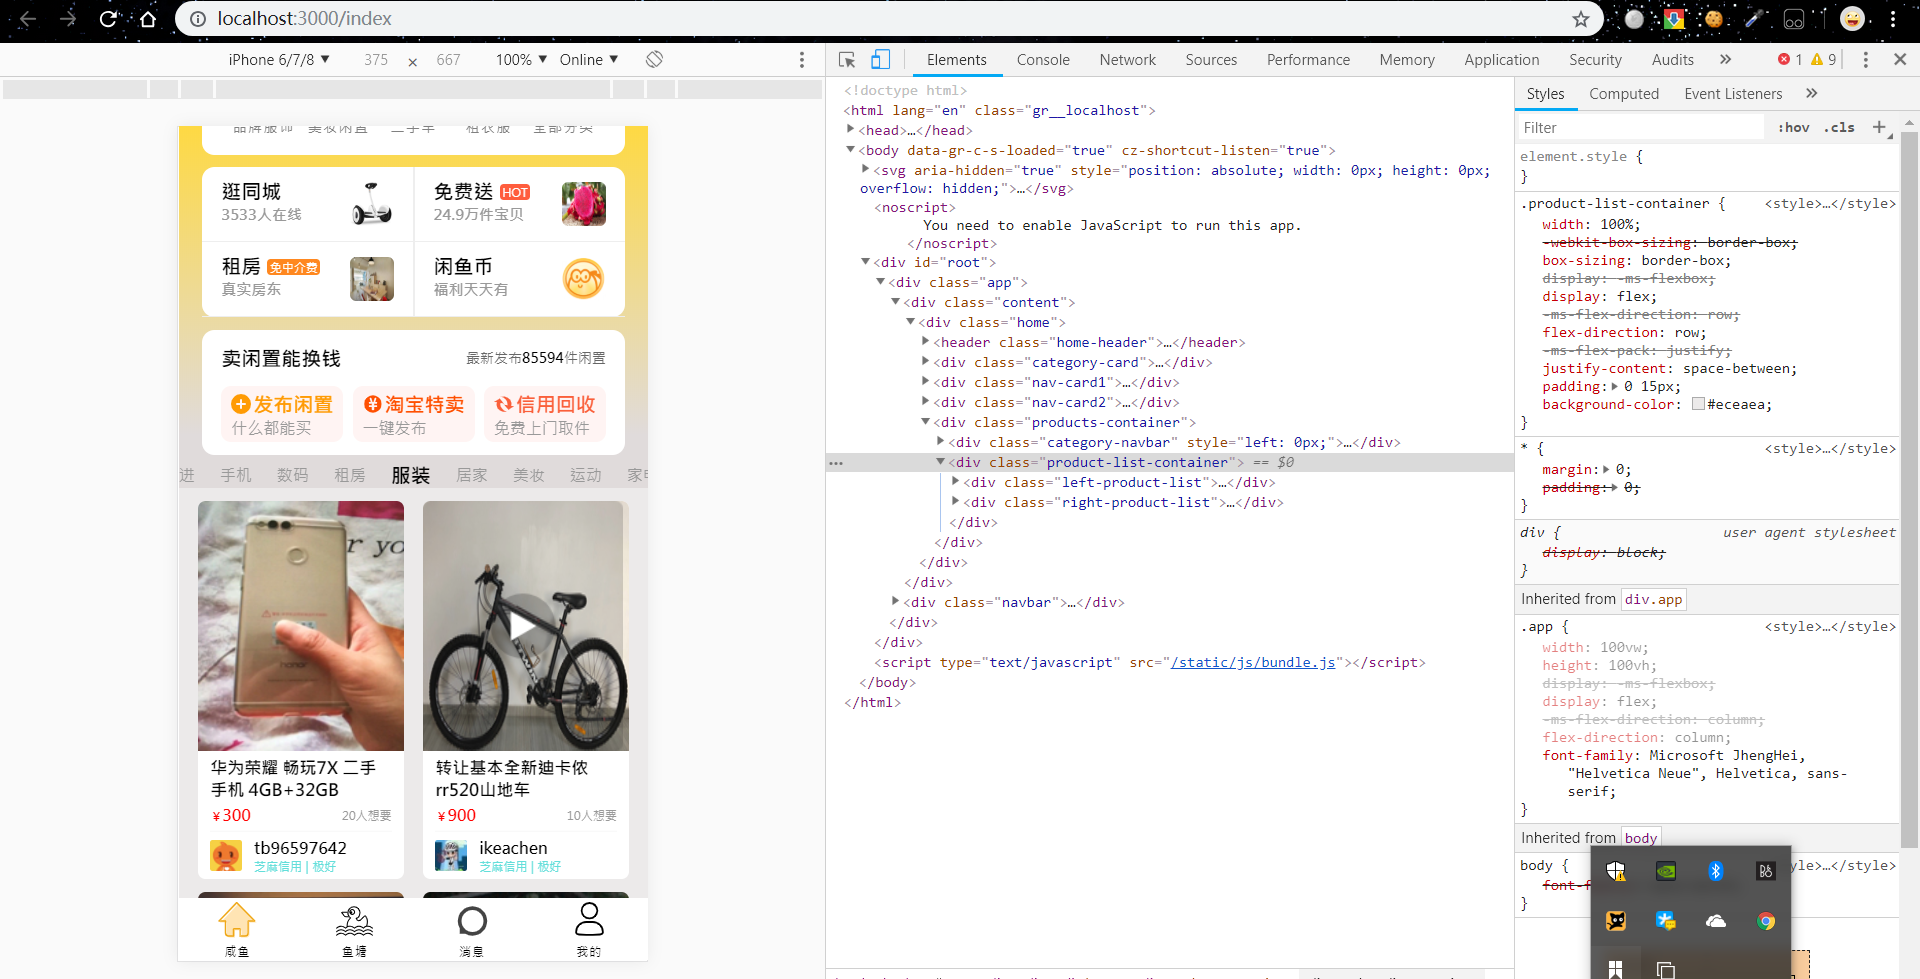 localhost:3000/index
iPhone 6/7/8 ▼ 375 × 667 100% ▼ Online ▼
Elements Console Network Sources Performance Memory Application Security Audits » 1 9
品牌服饰 美妆闲置 二手车 租衣服 全部分类
逛同城
3533人在线
免费送 HOT
24.9万件宝贝
租房 免中介费
真实房东
闲鱼币
福利天天有
卖闲置能换钱 最新发布85594件闲置
发布闲置
什么都能买
淘宝特卖
一键发布
信用回收
免费上门取件
进 手机 数码 租房 服装 居家 美妆 运动
华为荣耀 畅玩7X 二手
手机 4GB+32GB
¥300 20人想要
tb96597642
芝麻信用 | 极好
转让基本全新迪卡侬
rr520山地车
¥900 10人想要
ikeachen
芝麻信用 | 极好
咸鱼 鱼塘 消息 我的
<!doctype html>
<html lang="en" class="gr__localhost">
<head>…</head>
<body data-gr-c-s-loaded="true" cz-shortcut-listen="true">
<svg aria-hidden="true" style="position: absolute; width: 0px; height: 0px;
overflow: hidden;">…</svg>
<noscript>
You need to enable JavaScript to run this app.
</noscript>
<div id="root">
<div class="app">
<div class="content">
<div class="home">
<header class="home-header">…</header>
<div class="category-card">…</div>
<div class="nav-card1">…</div>
<div class="nav-card2">…</div>
<div class="products-container">
<div class="category-navbar" style="left: 0px;">…</div>
<div class="product-list-container"> == $0
<div class="left-product-list">…</div>
<div class="right-product-list">…</div>
</div>
</div>
</div>
</div>
<div class="navbar">…</div>
</div>
</div>
<script type="text/javascript" src="/static/js/bundle.js"></script>
</body>
</html>
Styles Computed Event Listeners »
Filter :hov .cls +
element.style {
}
.product-list-container { <style>…</style>
width: 100%;
-webkit-box-sizing: border-box;
box-sizing: border-box;
display: -ms-flexbox;
display: flex;
-ms-flex-direction: row;
flex-direction: row;
-ms-flex-pack: justify;
justify-content: space-between;
padding: 0 15px;
background-color: #eceaea;
}
* { <style>…</style>
margin: 0;
padding: 0;
}
div { user agent stylesheet
display: block;
}
Inherited from div.app
.app { <style>…</style>
width: 100vw;
height: 100vh;
display: -ms-flexbox;
display: flex;
-ms-flex-direction: column;
flex-direction: column;
font-family: Microsoft JhengHei,
"Helvetica Neue", Helvetica, sans-
serif;
}
Inherited from body
body { yle>…</style>
font-f
}